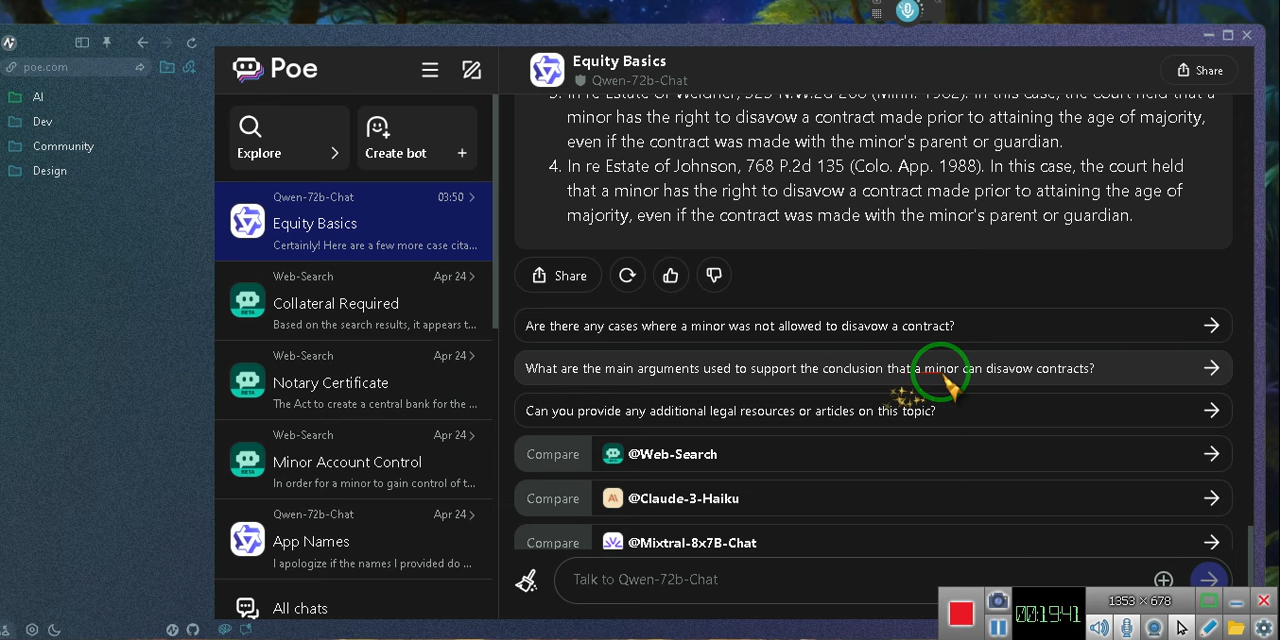 poe.com
AI
Dev
Community
Design
Poe
Explore
Create bot
Qwen-72b-Chat 03:50
Equity Basics
Certainly! Here are a few more case cita...
Web-Search Apr 24
Collateral Required
Based on the search results, it appears t...
Web-Search Apr 24
Notary Certificate
The Act to create a central bank for the ...
Web-Search Apr 24
Minor Account Control
In order for a minor to gain control of t...
Qwen-72b-Chat Apr 24
App Names
I apologize if the names I provided do ...
All chats
Equity Basics
Qwen-72b-Chat
Share
minor has the right to disavow a contract made prior to attaining the age of majority,
even if the contract was made with the minor's parent or guardian.
4. In re Estate of Johnson, 768 P.2d 135 (Colo. App. 1988). In this case, the court held
that a minor has the right to disavow a contract made prior to attaining the age of
majority, even if the contract was made with the minor's parent or guardian.
Share
Are there any cases where a minor was not allowed to disavow a contract?
What are the main arguments used to support the conclusion that a minor can disavow contracts?
Can you provide any additional legal resources or articles on this topic?
Compare @Web-Search
Compare @Claude-3-Haiku
Compare @Mixtral-8x7B-Chat
Talk to Qwen-72b-Chat
00:19:41
1353 × 678